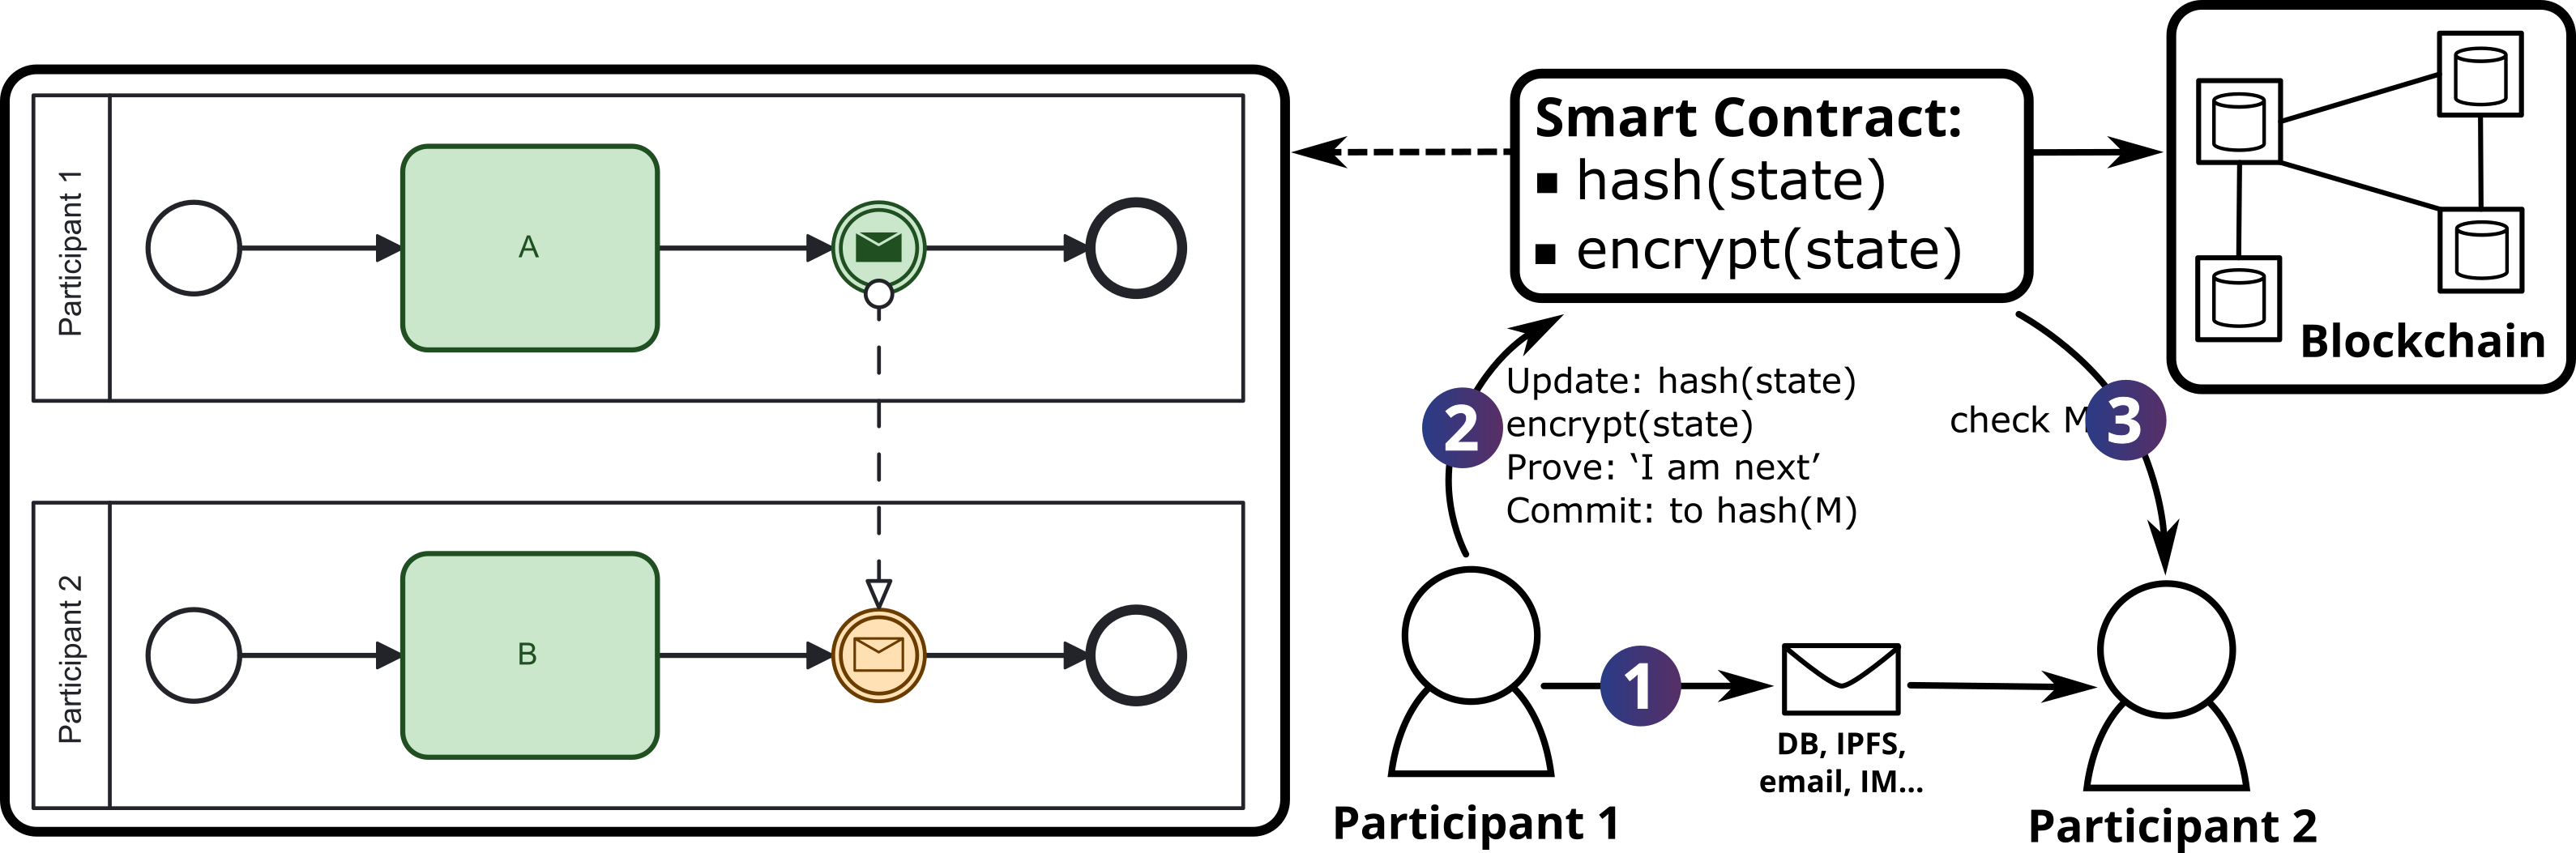 Participant 1
A
Participant 2
B
Smart Contract:
▪ hash(state)
▪ encrypt(state)
Blockchain
2
Update: hash(state)
encrypt(state)
Prove: ‘I am next’
Commit: to hash(M)
check M
3
1
DB, IPFS,
email, IM...
Participant 1
Participant 2